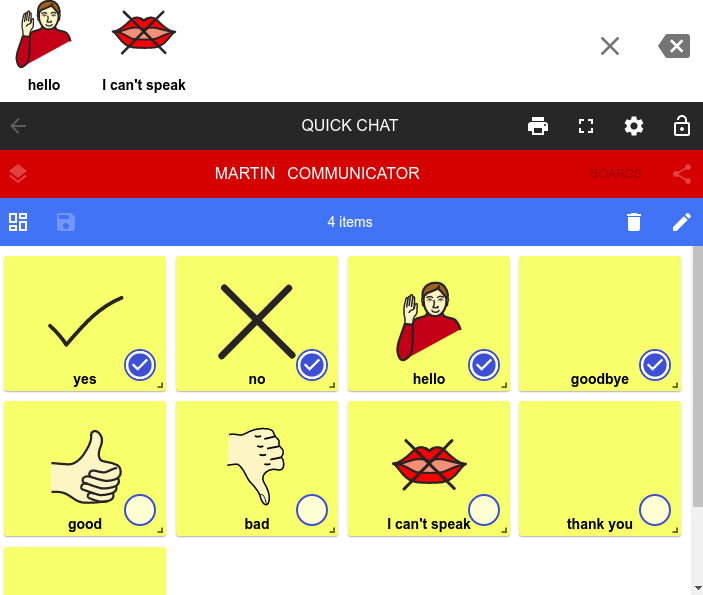 hello I can't speak
QUICK CHAT
MARTIN COMMUNICATOR BOARDS
4 items
yes no hello goodbye
good bad I can't speak thank you